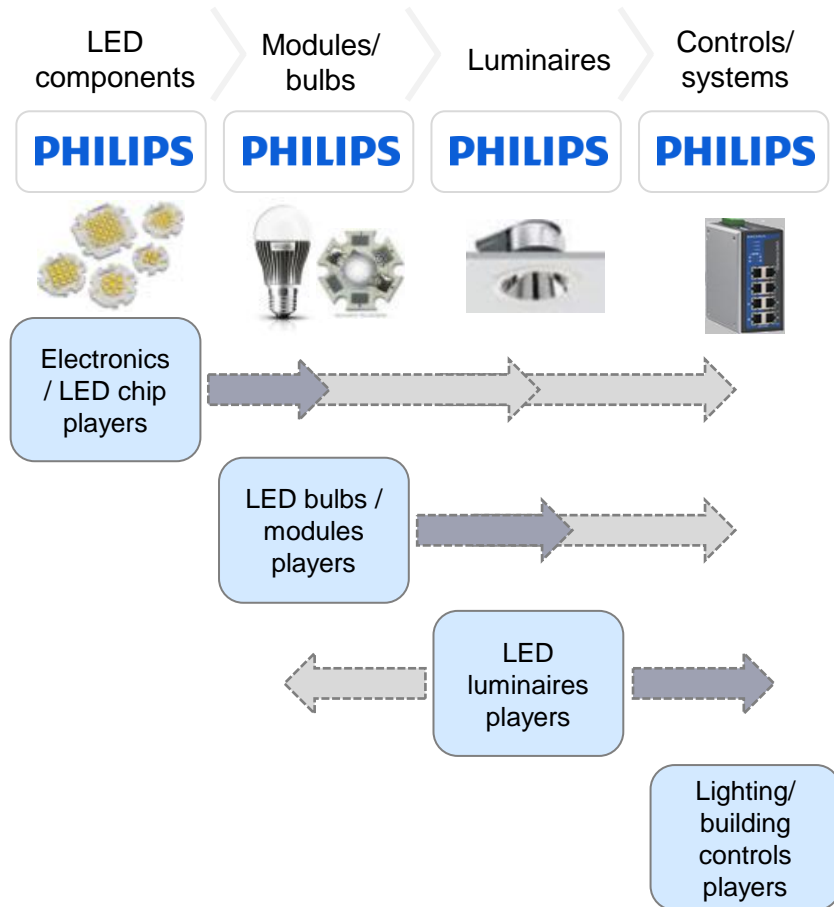 LED
components
Modules/
bulbs
Luminaires
Controls/
systems
PHILIPS
PHILIPS
PHILIPS
PHILIPS
Electronics
/ LED chip
players
LED bulbs /
modules
players
LED
luminaires
players
Lighting/
building
controls
players